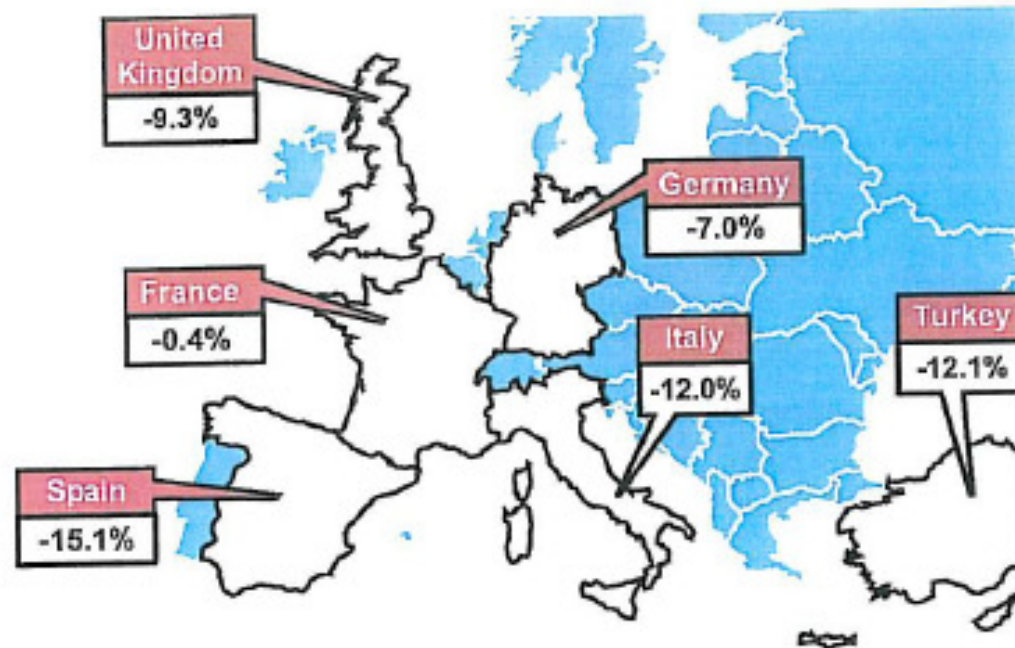 United
Kingdom
-9.3%
Germany
-7.0%
France
-0.4%
Italy
-12.0%
Turkey
-12.1%
Spain
-15.1%